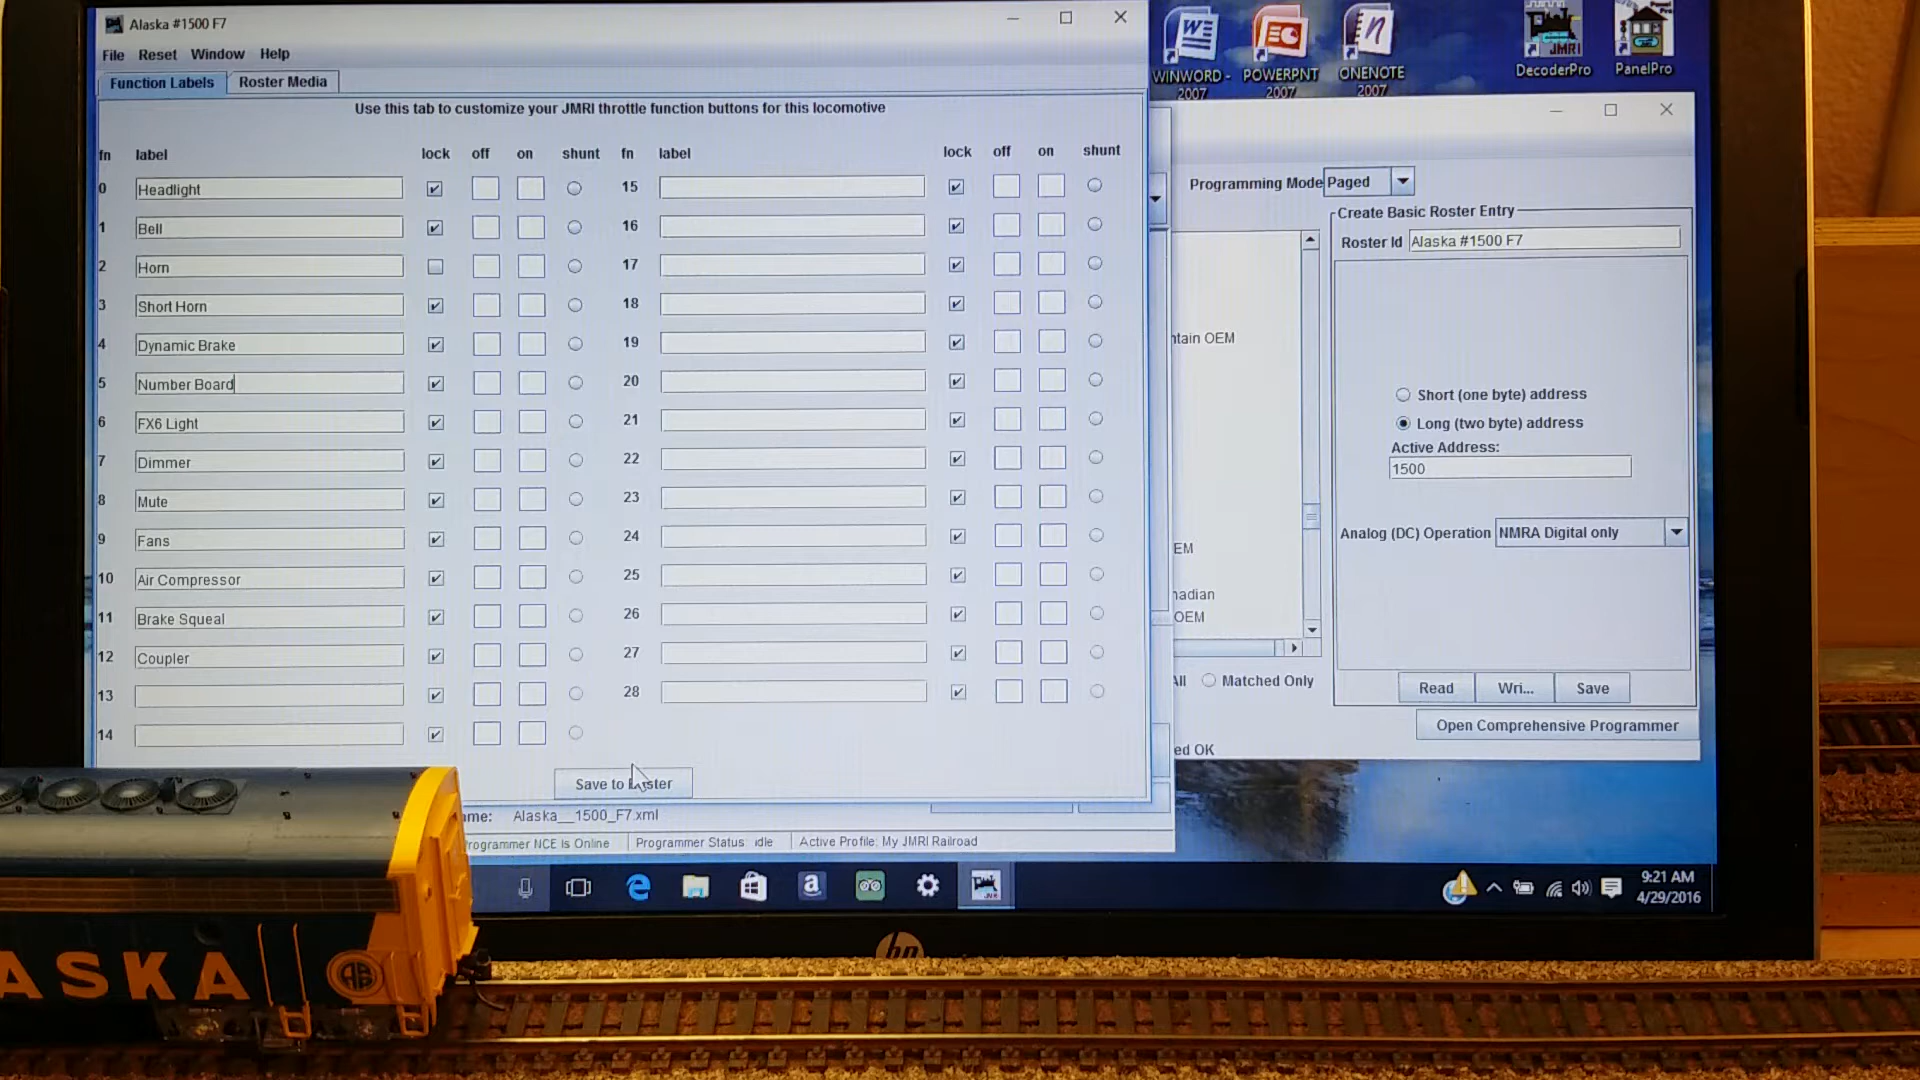 Alaska #1500 F7
File Reset Window Help
Function Labels Roster Media
Use this tab to customize your JMRI throttle function buttons for this locomotive
fn label lock off on shunt fn label lock off on shunt
0 Headlight 15
1 Bell 16
2 Horn 17
3 Short Horn 18
4 Dynamic Brake 19
5 Number Board 20
6 FX6 Light 21
7 Dimmer 22
8 Mute 23
9 Fans 24
10 Air Compressor 25
11 Brake Squeal 26
12 Coupler 27
13 28
14
Save to Roster
me: Alaska__1500_F7.xml
Programmer NCE Is Online Programmer Status idle Active Profile: My JMRI Railroad
WINWORD - 2007
POWERPNT 2007
ONENOTE 2007
JMRI
DecoderPro
PanelPro
Programming Mode Paged
Create Basic Roster Entry
Roster Id Alaska #1500 F7
ntain OEM
Short (one byte) address
Long (two byte) address
Active Address:
1500
Analog (DC) Operation NMRA Digital only
EM
nadian
OEM
All Matched Only
Read Wri... Save
Open Comprehensive Programmer
ed OK
9:21 AM
4/29/2016
hp
ASKA